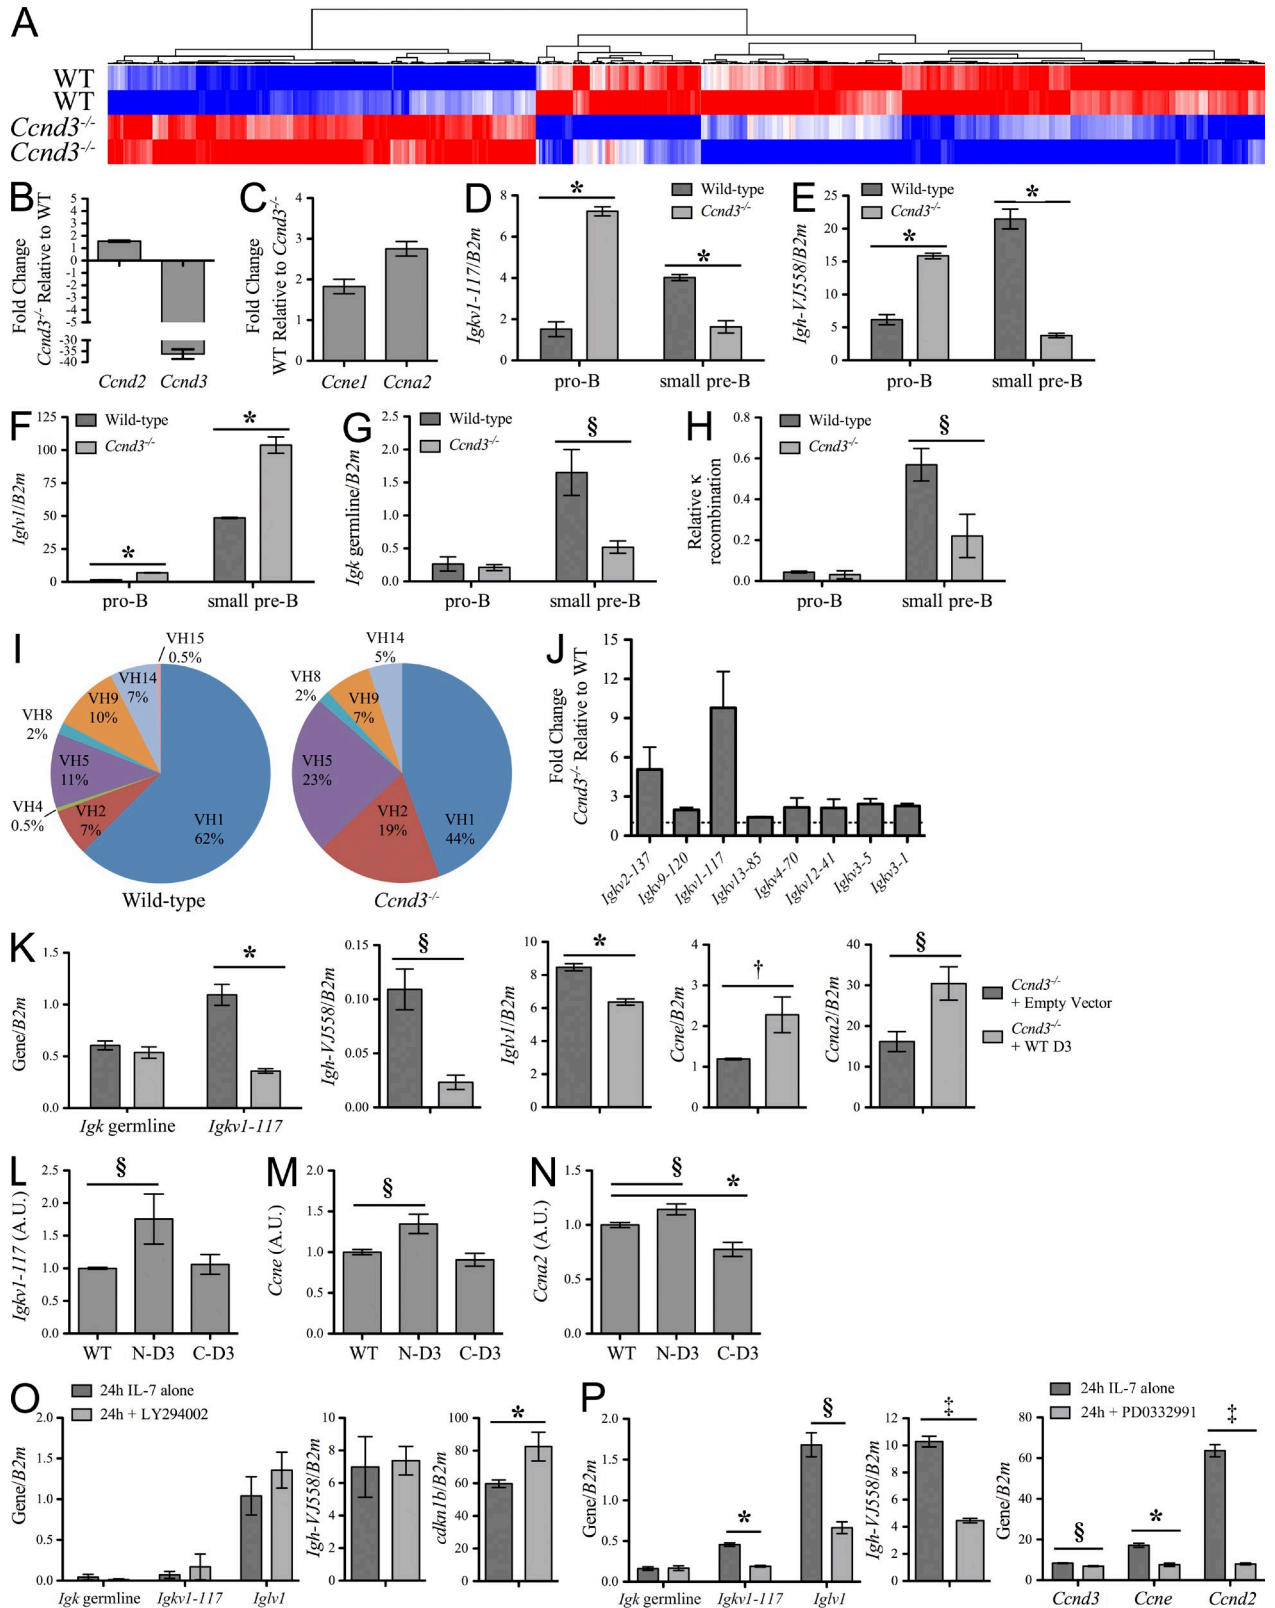 A
WT
WT
Ccnd3-/-
Ccnd3-/-
B
Fold Change
Ccnd3-/- Relative to WT
5
4
3
2
1
0
-1
-2
-3
-4
-5
-30
-35
-40
Ccnd2 Ccnd3
C
Fold Change
WT Relative to Ccnd3-/-
4
3
2
1
0
Ccne1 Ccna2
D
Wild-type
Ccnd3-/-
Igkv1-117/B2m
8
6
4
2
0
* *
pro-B small pre-B
E
Wild-type
Ccnd3-/-
Igh-VJ558/B2m
25
20
15
10
5
0
* *
pro-B small pre-B
F
Wild-type
Ccnd3-/-
Iglv1/B2m
125
100
75
50
25
0
* *
pro-B small pre-B
G
Wild-type
Ccnd3-/-
Igk germline/B2m
2.5
2.0
1.5
1.0
0.5
0.0
§
pro-B small pre-B
H
Wild-type
Ccnd3-/-
Relative κ
recombination
0.8
0.6
0.4
0.2
0.0
§
pro-B small pre-B
I
VH15
0.5%
VH14
7%
VH9
10%
VH8
2%
VH5
11%
VH4
0.5%
VH2
7%
VH1
62%
Wild-type
VH14
5%
VH8
2%
VH9
7%
VH5
23%
VH2
19%
VH1
44%
Ccnd3-/-
J
Fold Change
Ccnd3-/- Relative to WT
15
12
9
6
3
0
Igkv2-137
Igkv9-120
Igkv1-117
Igkv13-85
Igkv4-70
Igkv12-41
Igkv3-5
Igkv3-1
K
Gene/B2m
1.5
1.0
0.5
0.0
*
Igk germline Igkv1-117
Igh-VJ558/B2m
0.15
0.10
0.05
0.00
§
Iglv1/B2m
10
8
6
4
2
0
*
Ccne/B2m
4
3
2
1
0
†
Ccna2/B2m
40
30
20
10
0
§
Ccnd3-/-
+ Empty Vector
Ccnd3-/-
+ WT D3
L
Igkv1-117 (A.U.)
2.5
2.0
1.5
1.0
0.5
0.0
§
WT N-D3 C-D3
M
Ccne (A.U.)
2.0
1.5
1.0
0.5
0.0
§
WT N-D3 C-D3
N
Ccna2 (A.U.)
1.5
1.0
0.5
0.0
§ *
WT N-D3 C-D3
O
24h IL-7 alone
24h + LY294002
Gene/B2m
2.0
1.5
1.0
0.5
0.0
Igk germline Igkv1-117 Iglv1
Igh-VJ558/B2m
10
8
6
4
2
0
cdkn1b/B2m
100
80
60
40
20
0
*
P
Gene/B2m
2.0
1.5
1.0
0.5
0.0
* §
Igk germline Igkv1-117 Iglv1
Igh-VJ558/B2m
12
10
8
6
4
2
0
‡
24h IL-7 alone
24h + PD0332991
Gene/B2m
80
60
40
20
0
§ * ‡
Ccnd3 Ccne Ccnd2